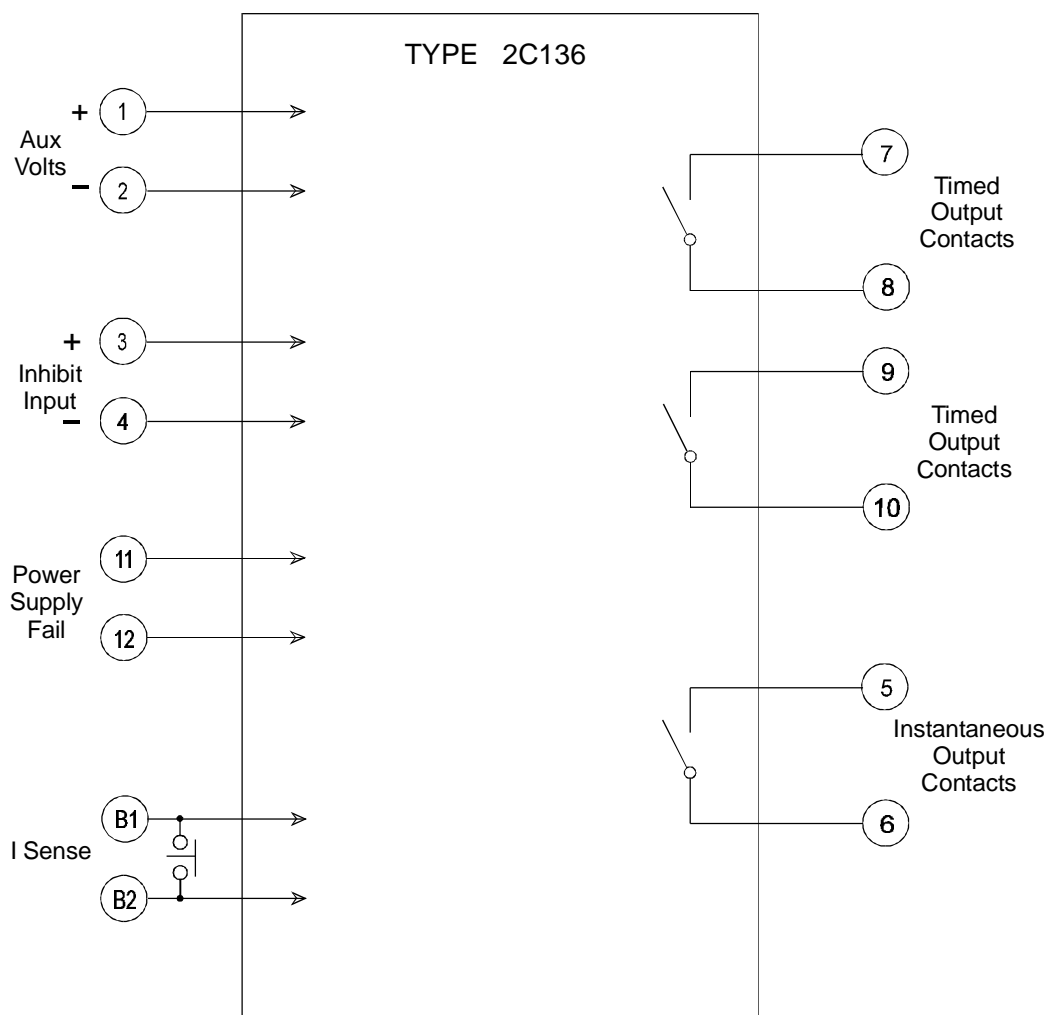 TYPE 2C136
+ 1
Aux
Volts
− 2
+ 3
Inhibit
Input
− 4
11
Power
Supply
Fail
12
B1
I Sense
B2
7
Timed
Output
Contacts
8
9
Timed
Output
Contacts
10
5
Instantaneous
Output
Contacts
6